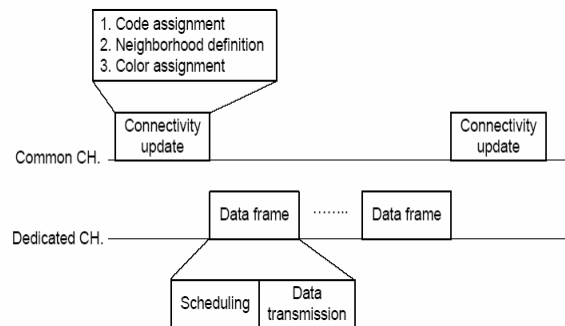 1. Code assignment
2. Neighborhood definition
3. Color assignment
Connectivity
update
Connectivity
update
Common CH.
Data frame
........
Data frame
Dedicated CH.
Scheduling
Data
transmission